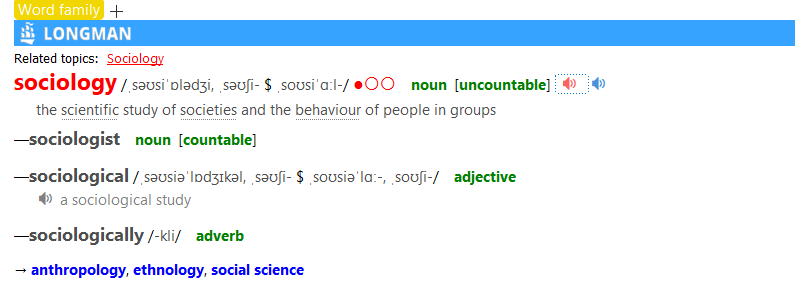 Word family +
LONGMAN
Related topics: Sociology
sociology /ˌsəʊsiˈɒlədʒi, ˌsəʊʃi- $ ˌsoʊsiˈɑːl-/ ●○○ noun [uncountable]
the scientific study of societies and the behaviour of people in groups
—sociologist noun [countable]
—sociological /ˌsəʊsiəˈlɒdʒɪkəl, ˌsəʊʃi- $ ˌsoʊsiəˈlɑː-, ˌsoʊʃi-/ adjective
a sociological study
—sociologically /-kli/ adverb
→ anthropology, ethnology, social science